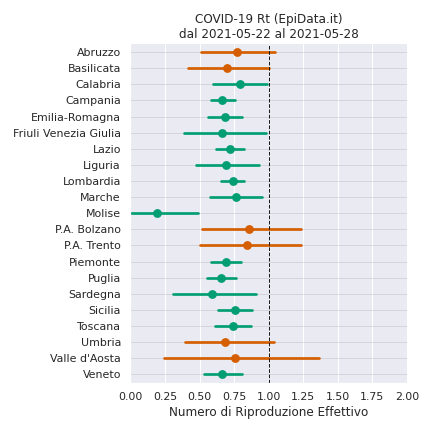 COVID-19 Rt (EpiData.it)
dal 2021-05-22 al 2021-05-28
Abruzzo
Basilicata
Calabria
Campania
Emilia-Romagna
Friuli Venezia Giulia
Lazio
Liguria
Lombardia
Marche
Molise
P.A. Bolzano
P.A. Trento
Piemonte
Puglia
Sardegna
Sicilia
Toscana
Umbria
Valle d'Aosta
Veneto
0.00 0.25 0.50 0.75 1.00 1.25 1.50 1.75 2.00
Numero di Riproduzione Effettivo